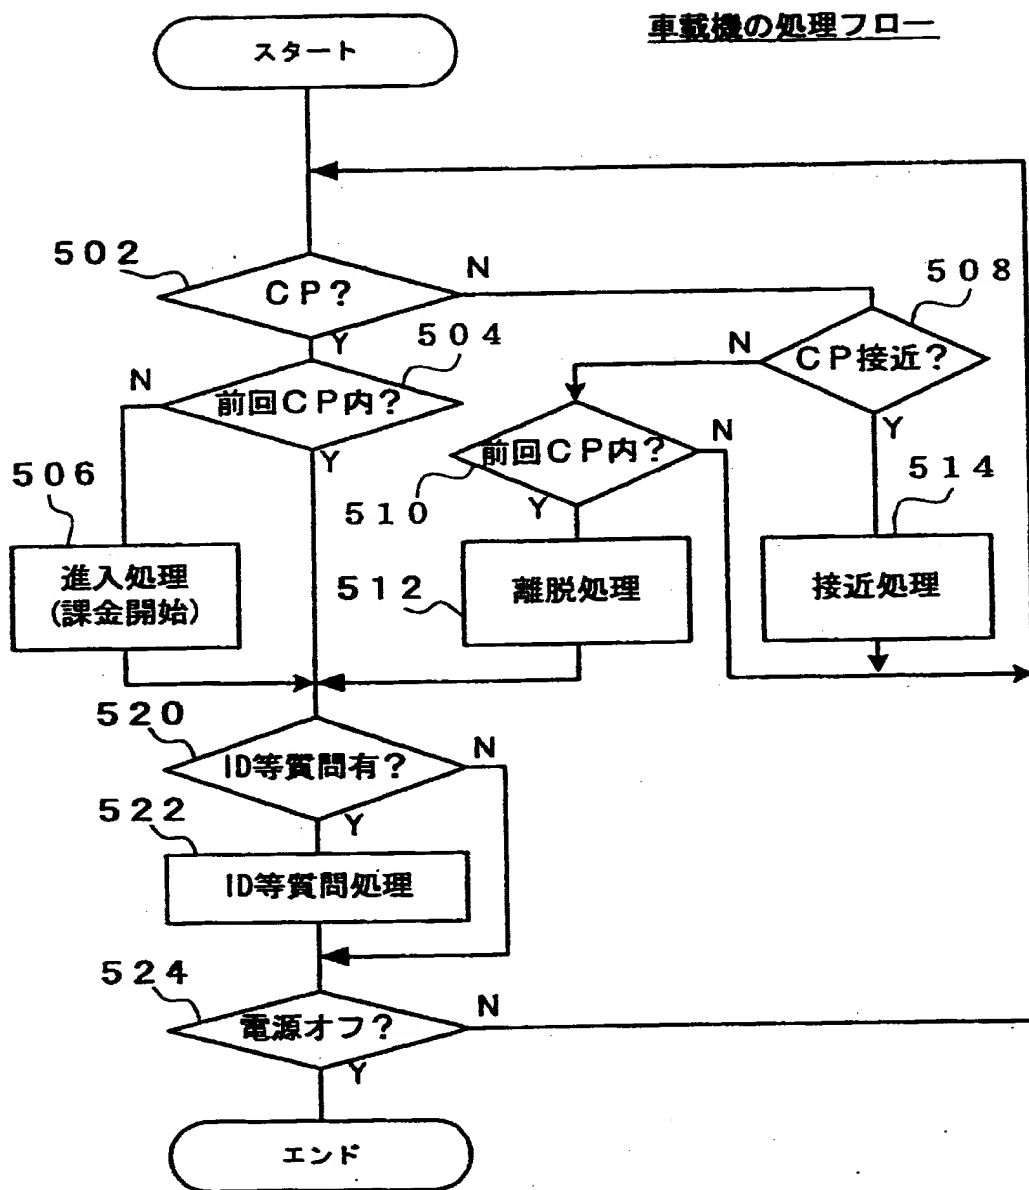 車載機の処理フロー
スタート
502
CP?
N
Y
508
CP接近?
N
Y
504
前回CP内?
N
Y
510
前回CP内?
N
Y
506
進入処理
(課金開始)
512
離脱処理
514
接近処理
520
ID等質問有?
N
Y
522
ID等質問処理
524
電源オフ?
N
Y
エンド